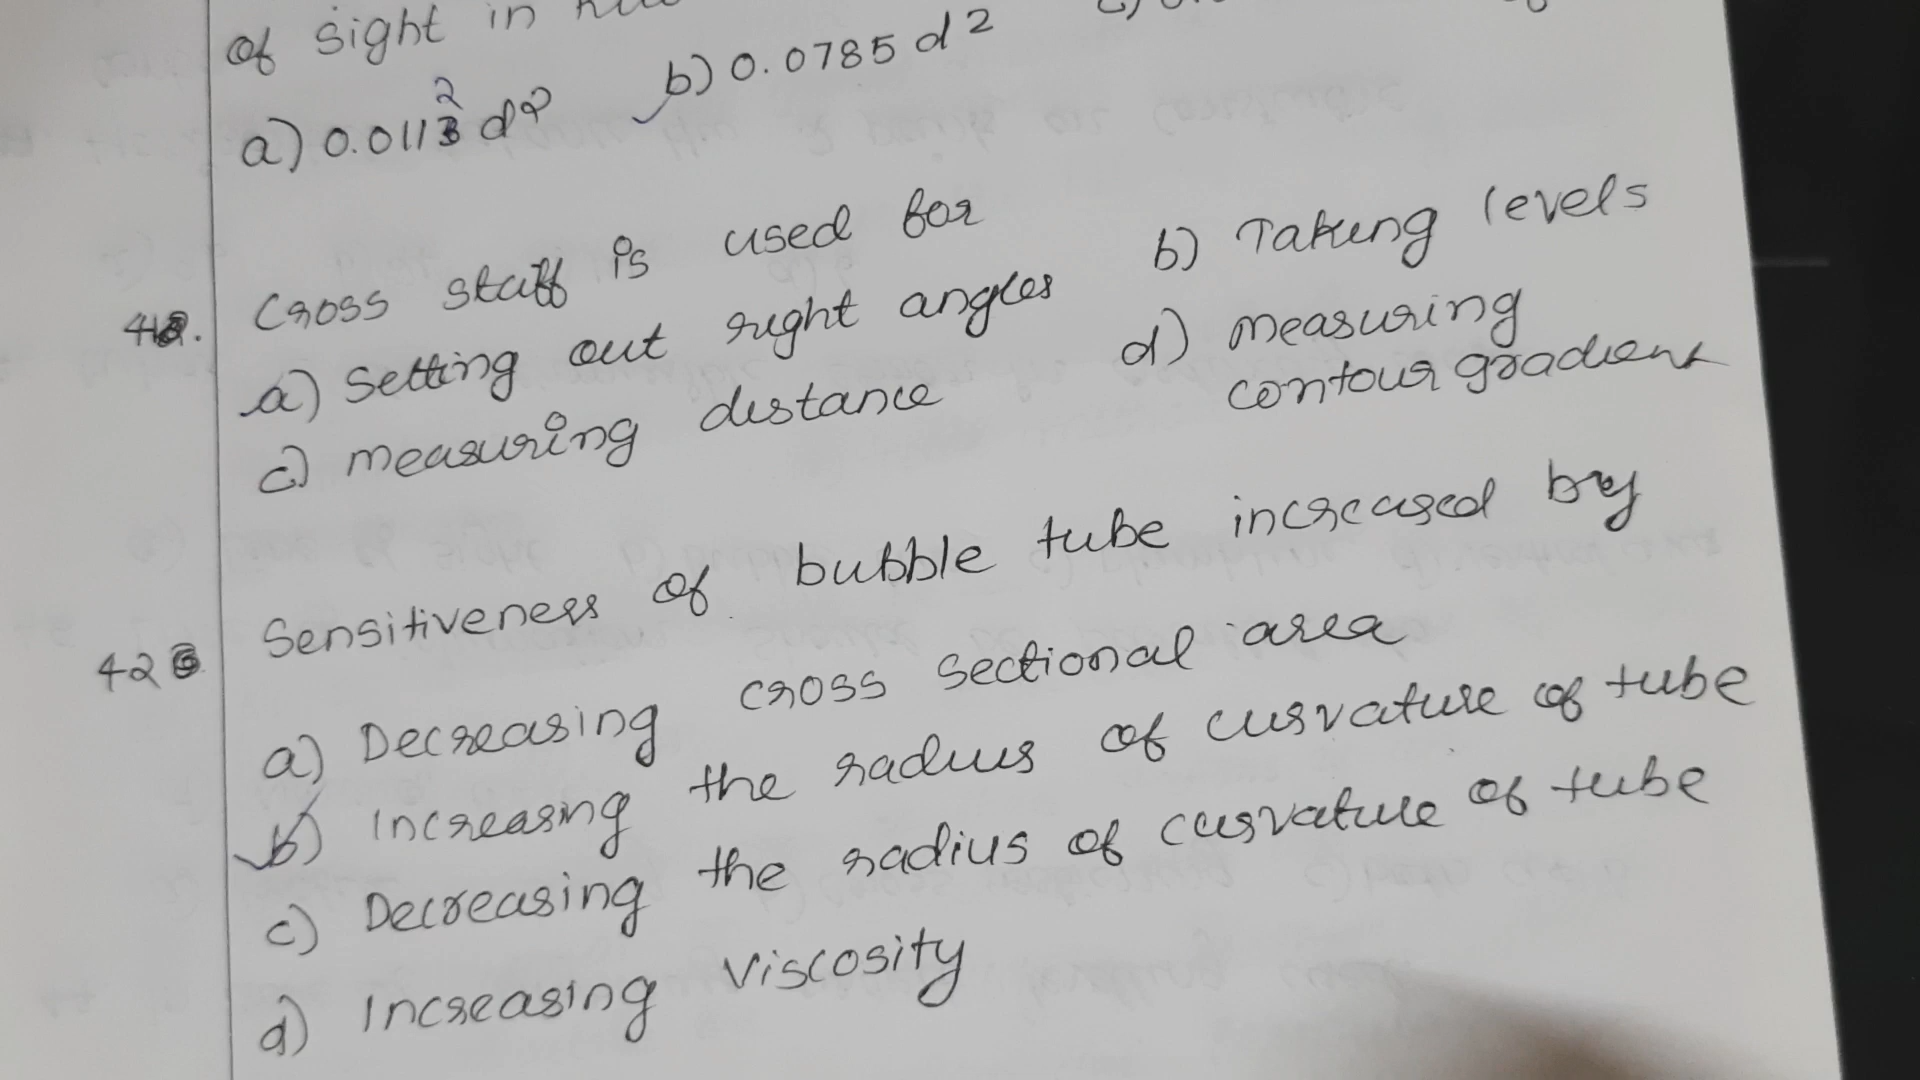 of sight in
a) 0.0112 d² b) 0.0785 d²
41. Cross staff is used for
a) Setting out right angles b) Taking levels
c) measuring distance d) measuring
contour gradient
42 Sensitiveness of bubble tube increased by
a) Decreasing cross sectional area
b) Increasing the radius of curvature of tube
c) Decreasing the radius of curvature of tube
d) Increasing viscosity